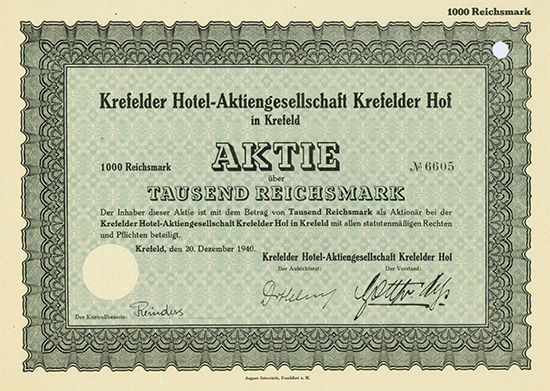 1000 Reichsmark
Krefelder Hotel-Aktiengesellschaft Krefelder Hof
in Krefeld
AKTIE
1000 Reichsmark
№ 6605
über
TAUSEND REICHSMARK
Der Inhaber dieser Aktie ist mit dem Betrag von Tausend Reichsmark als Aktionär bei der
Krefelder Hotel-Aktiengesellschaft Krefelder Hof in Krefeld mit allen statutenmäßigen Rechten
und Pflichten beteiligt.
Krefeld, den 20. Dezember 1940.
Krefelder Hotel-Aktiengesellschaft Krefelder Hof
Der Aufsichtsrat: Der Vorstand:
Der Kontrollbeamte: Reinders
August Osterrieth, Frankfurt a. M.